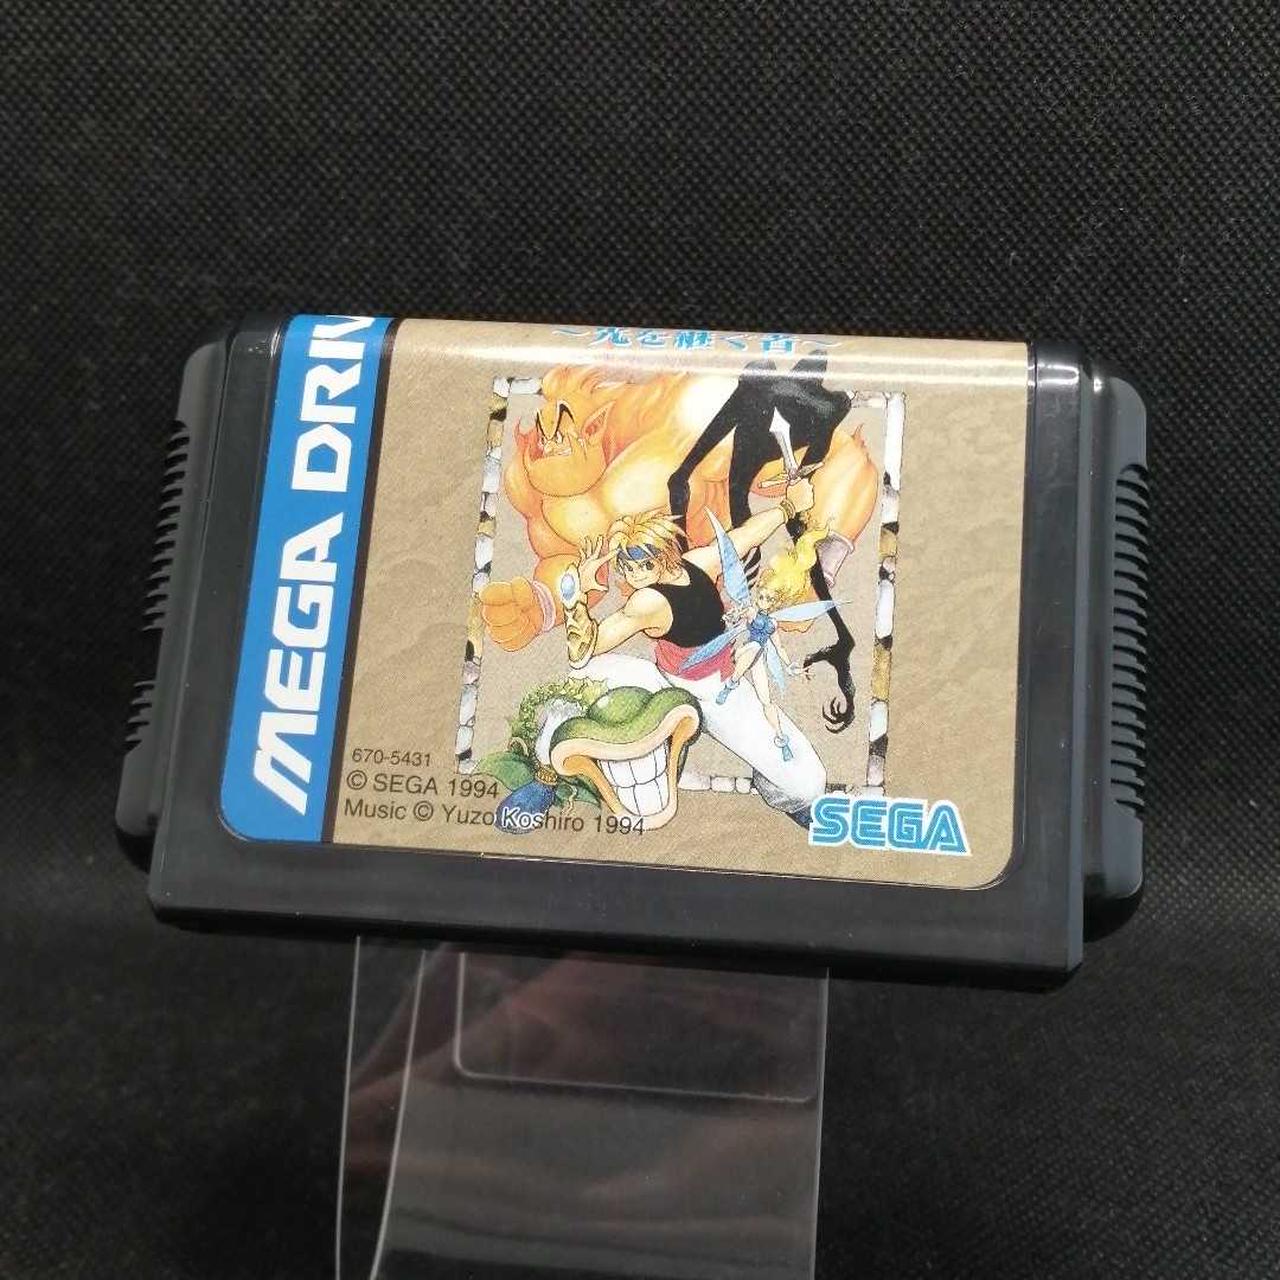 ～光を継ぐ者～
MEGA DRIV
670-5431
© SEGA 1994
Music © Yuzo Koshiro 1994
SEGA